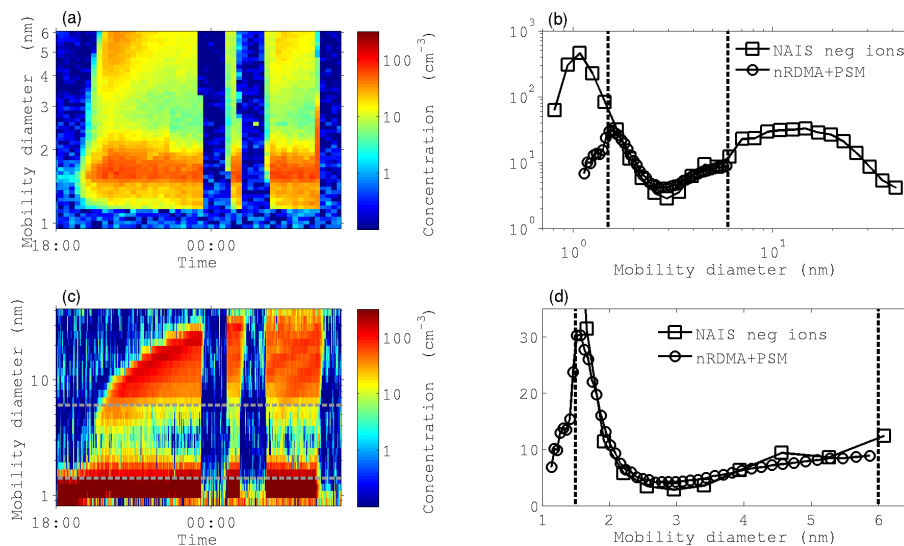 (a)
Mobility diameter (nm)
6
5
4
3
2
1
18:00
00:00
Time
100
10
1
Concentration (cm⁻³)
(b)
10³
10²
10¹
10⁰
NAIS neg ions
nRDMA+PSM
10⁰
10¹
Mobility diameter (nm)
(c)
Mobility diameter (nm)
10
1
18:00
00:00
Time
100
10
1
Concentration (cm⁻³)
(d)
30
20
10
0
NAIS neg ions
nRDMA+PSM
1
2
3
4
5
6
Mobility diameter (nm)